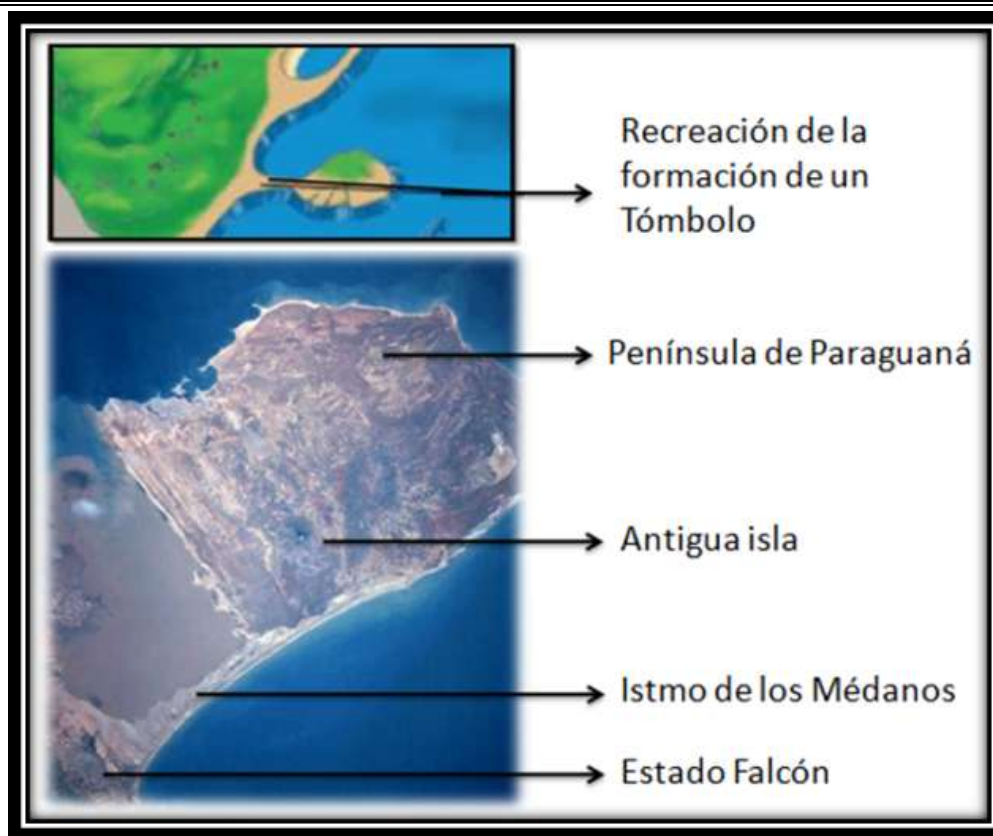 Recreación de la
formación de un
Tómbolo
Península de Paraguaná
Antigua isla
Istmo de los Médanos
Estado Falcón